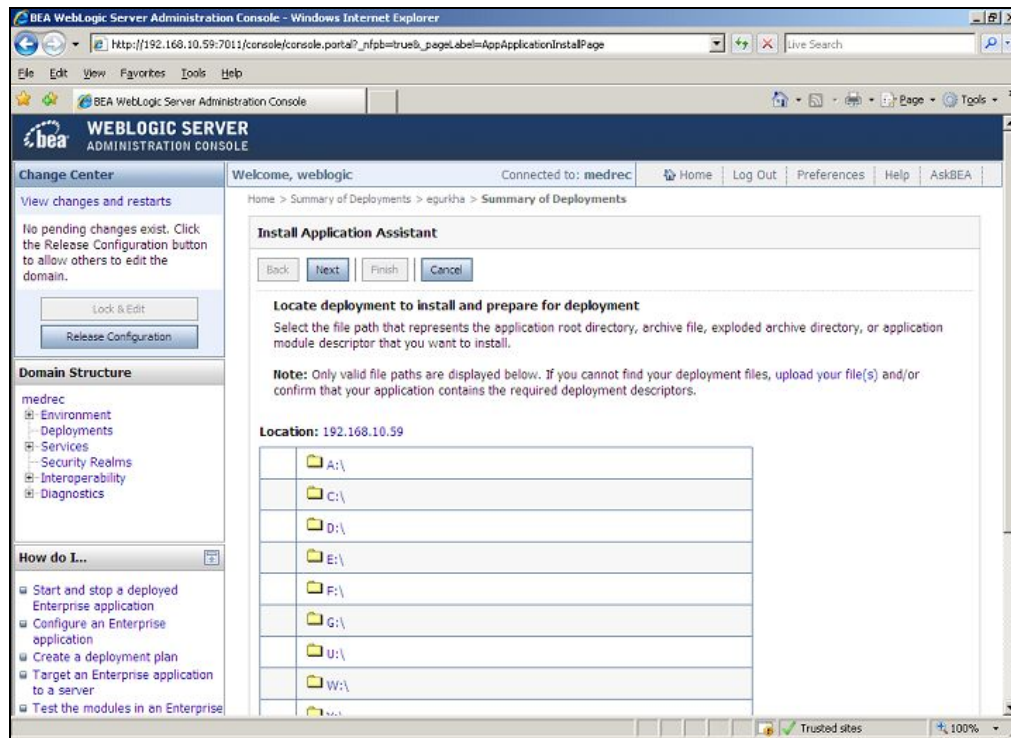 BEA WebLogic Server Administration Console - Windows Internet Explorer
http://192.168.10.59:7011/console/console.portal?_nfpb=true&_pageLabel=AppApplicationInstallPage
Live Search
File Edit View Favorites Tools Help
BEA WebLogic Server Administration Console
Page Tools
bea
WEBLOGIC SERVER
ADMINISTRATION CONSOLE
Change Center
View changes and restarts
No pending changes exist. Click
the Release Configuration button
to allow others to edit the
domain.
Lock & Edit
Release Configuration
Domain Structure
medrec
Environment
Deployments
Services
Security Realms
Interoperability
Diagnostics
How do I...
Start and stop a deployed
Enterprise application
Configure an Enterprise
application
Create a deployment plan
Target an Enterprise application
to a server
Test the modules in an Enterprise
Welcome, weblogic
Connected to: medrec
Home Log Out Preferences Help AskBEA
Home > Summary of Deployments > egurkha > Summary of Deployments
Install Application Assistant
Back Next Finish Cancel
Locate deployment to install and prepare for deployment
Select the file path that represents the application root directory, archive file, exploded archive directory, or application
module descriptor that you want to install.
Note: Only valid file paths are displayed below. If you cannot find your deployment files, upload your file(s) and/or
confirm that your application contains the required deployment descriptors.
Location: 192.168.10.59
A:\
C:\
D:\
E:\
F:\
G:\
U:\
W:\
Trusted sites
100%